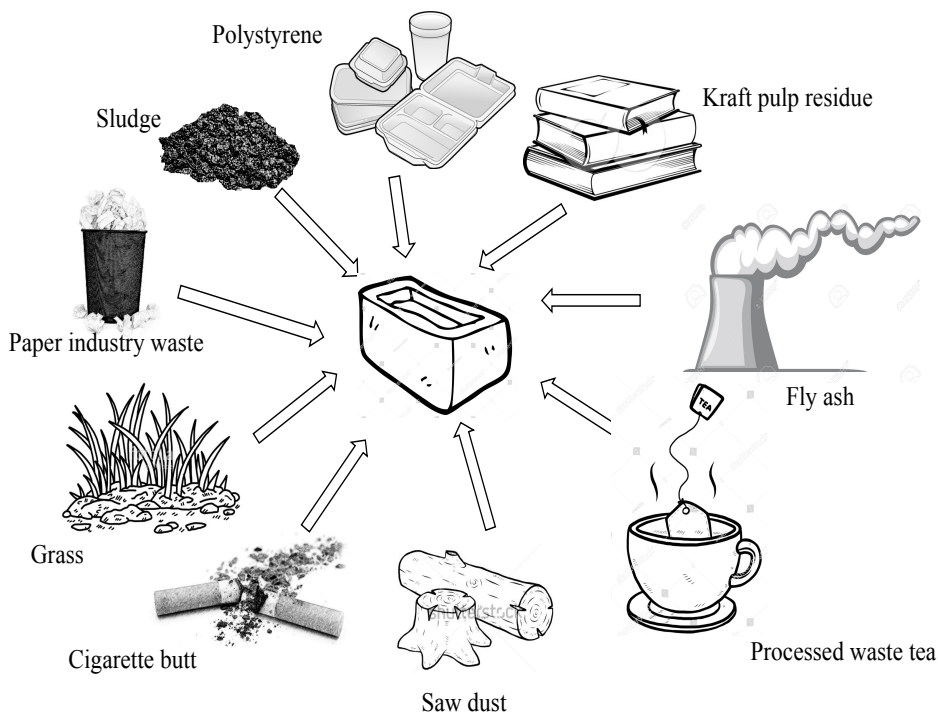 Polystyrene
Kraft pulp residue
Sludge
Paper industry waste
Fly ash
TEA
Grass
shutterstock
Cigarette butt
Processed waste tea
Saw dust